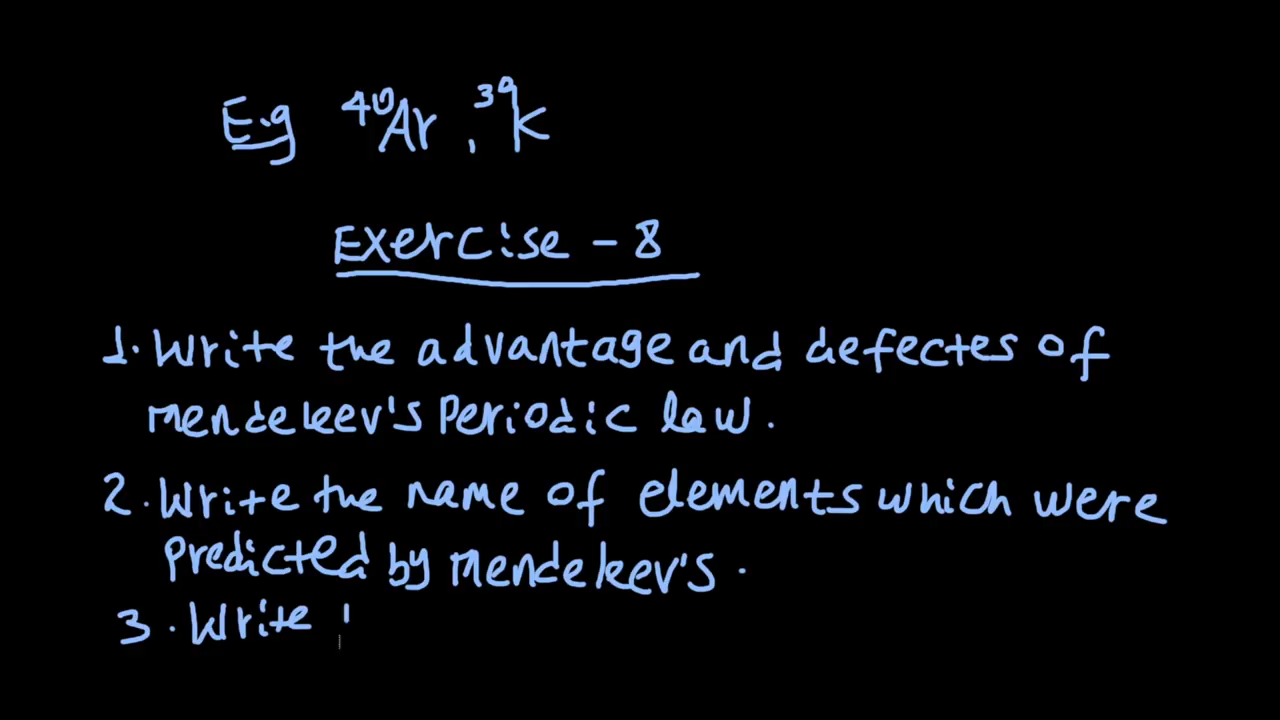 E.g ⁴⁰Ar, ³⁹K
Exercise - 8
1. Write the advantage and defectes of
mendeleev's Periodic law.
2. Write the name of elements which were
Predicted by mendeleev's.
3. Write